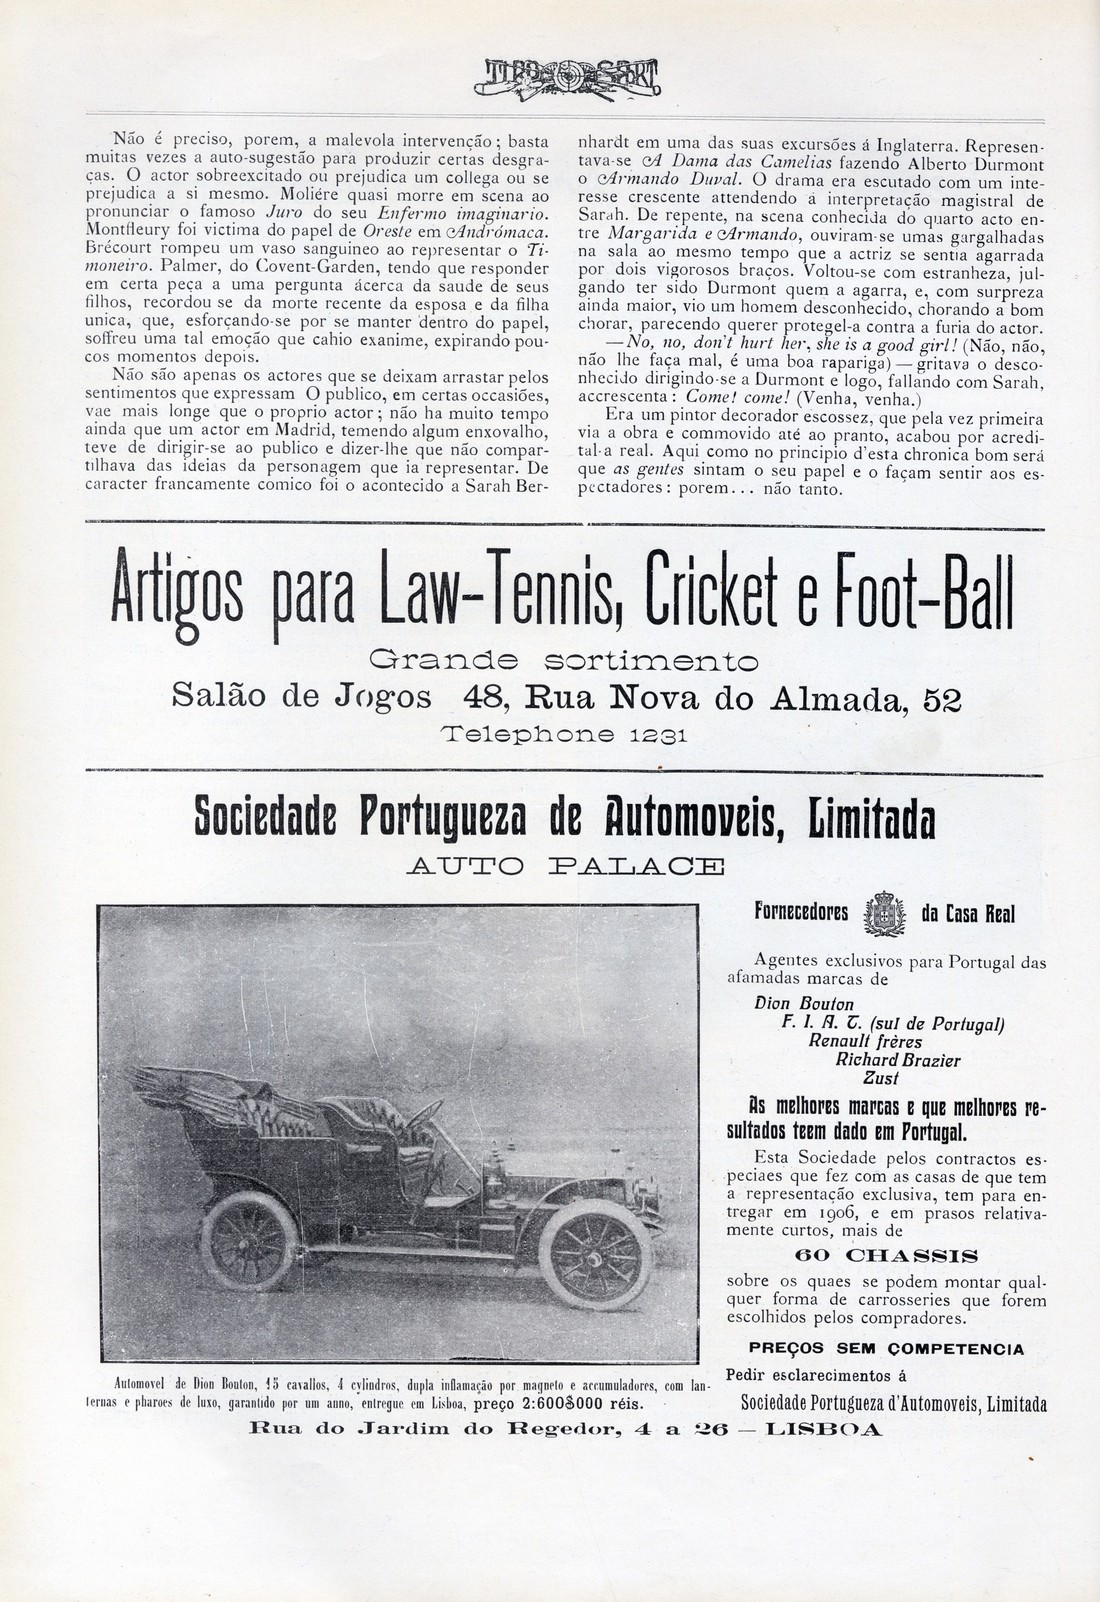 TIRO E SPORT
Não é preciso, porem, a malevola intervenção; basta
muitas vezes a auto-sugestão para produzir certas desgra-
ças. O actor sobreexcitado ou prejudica um collega ou se
prejudica a si mesmo. Moliére quasi morre em scena ao
pronunciar o famoso Juro do seu Enfermo imaginario.
Montfleury foi victima do papel de Oreste em Andrómaca.
Brécourt rompeu um vaso sanguineo ao representar o Ti-
moneiro. Palmer, do Covent-Garden, tendo que responder
em certa peça a uma pergunta ácerca da saude de seus
filhos, recordou se da morte recente da esposa e da filha
unica, que, esforçando-se por se manter dentro do papel,
soffreu uma tal emoção que cahio exanime, expirando pou-
cos momentos depois.
Não são apenas os actores que se deixam arrastar pelos
sentimentos que expressam O publico, em certas occasiões,
vae mais longe que o proprio actor; não ha muito tempo
ainda que um actor em Madrid, temendo algum enxovalho,
teve de dirigir-se ao publico e dizer-lhe que não compar-
tilhava das ideias da personagem que ia representar. De
caracter francamente comico foi o acontecido a Sarah Ber-
nhardt em uma das suas excursões á Inglaterra. Represen-
tava-se A Dama das Camelias fazendo Alberto Durmont
o Armando Duval. O drama era escutado com um inte-
resse crescente attendendo á interpretação magistral de
Sarah. De repente, na scena conhecida do quarto acto en-
tre Margarida e Armando, ouviram-se umas gargalhadas
na sala ao mesmo tempo que a actriz se sentia agarrada
por dois vigorosos braços. Voltou-se com estranheza, jul-
gando ter sido Durmont quem a agarra, e, com surpreza
ainda maior, vio um homem desconhecido, chorando a bom
chorar, parecendo querer protegel-a contra a furia do actor.
—No, no, don't hurt her, she is a good girl! (Não, não,
não lhe faça mal, é uma boa rapariga) — gritava o desco-
nhecido dirigindo-se a Durmont e logo, fallando com Sarah,
accrescenta: Come! come! (Venha, venha.)
Era um pintor decorador escossez, que pela vez primeira
via a obra e commovido até ao pranto, acabou por acredi-
tal-a real. Aqui como no principio d'esta chronica bom será
que as gentes sintam o seu papel e o façam sentir aos es-
pectadores: porem... não tanto.
Artigos para Law-Tennis, Cricket e Foot-Ball
Grande sortimento
Salão de Jogos 48, Rua Nova do Almada, 52
Telephone 1231
Sociedade Portugueza de Automoveis, Limitada
AUTO PALACE
Fornecedores da Casa Real
Agentes exclusivos para Portugal das
afamadas marcas de
Dion Bouton
F. I. A. T. (sul de Portugal)
Renault frères
Richard Brazier
Zust
As melhores marcas e que melhores re-
sultados teem dado em Portugal.
Esta Sociedade pelos contractos es-
peciaes que fez com as casas de que tem
a representação exclusiva, tem para en-
tregar em 1906, e em prasos relativa-
mente curtos, mais de
60 CHASSIS
sobre os quaes se podem montar qual-
quer forma de carrosseries que forem
escolhidos pelos compradores.
PREÇOS SEM COMPETENCIA
Pedir esclarecimentos á
Sociedade Portugueza d'Automoveis, Limitada
Automovel de Dion Bouton, 15 cavallos, 4 cylindros, dupla inflamação por magneto e accumuladores, com lan-
ternas e pharoes de luxo, garantido por um anno, entregue em Lisboa, preço 2:600$000 réis.
Rua do Jardim do Regedor, 4 a 26 — LISBOA